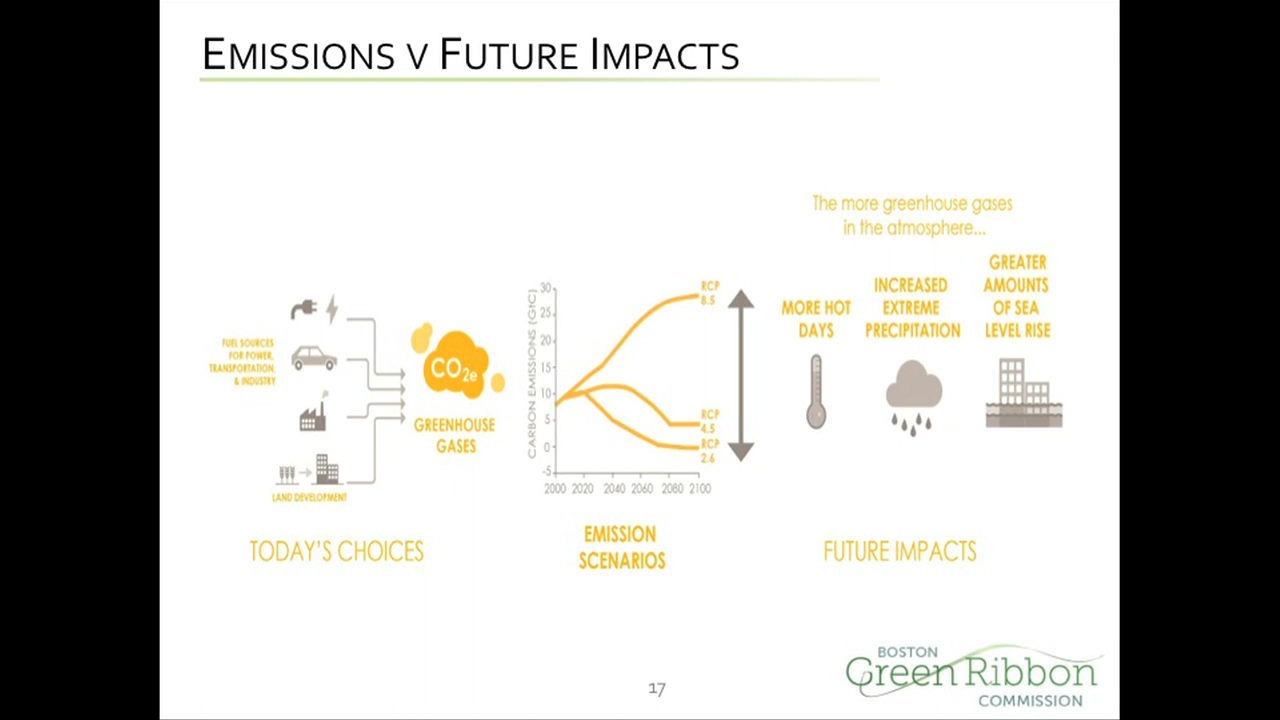 EMISSIONS V FUTURE IMPACTS
FUEL SOURCES
FOR POWER,
TRANSPORTATION,
& INDUSTRY
LAND DEVELOPMENT
CO2e
GREENHOUSE
GASES
TODAY'S CHOICES
CARBON EMISSIONS (GtC)
30
25
20
15
10
5
0
-5
2000 2020 2040 2060 2080 2100
RCP
8.5
RCP
4.5
RCP
2.6
EMISSION
SCENARIOS
The more greenhouse gases
in the atmosphere...
MORE HOT
DAYS
INCREASED
EXTREME
PRECIPITATION
GREATER
AMOUNTS
OF SEA
LEVEL RISE
FUTURE IMPACTS
17
BOSTON
Green Ribbon
COMMISSION